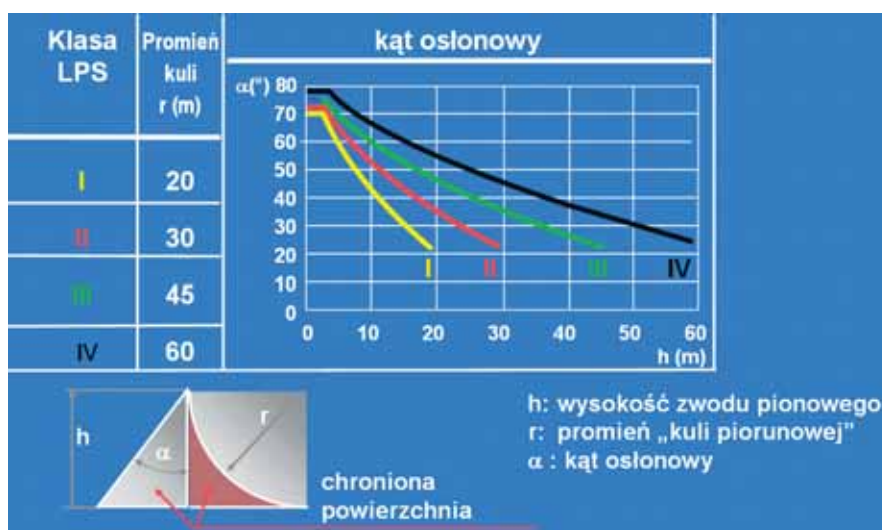 Klasa
LPS
Promień
kuli
r (m)
kąt osłonowy
I
20
II
30
III
45
IV
60
α(°)
80
70
60
50
40
30
20
10
0
I
II
III
IV
0 10 20 30 40 50 60
h (m)
h
α
r
chroniona
powierzchnia
h: wysokość zwodu pionowego
r: promień „kuli piorunowej”
α : kąt osłonowy